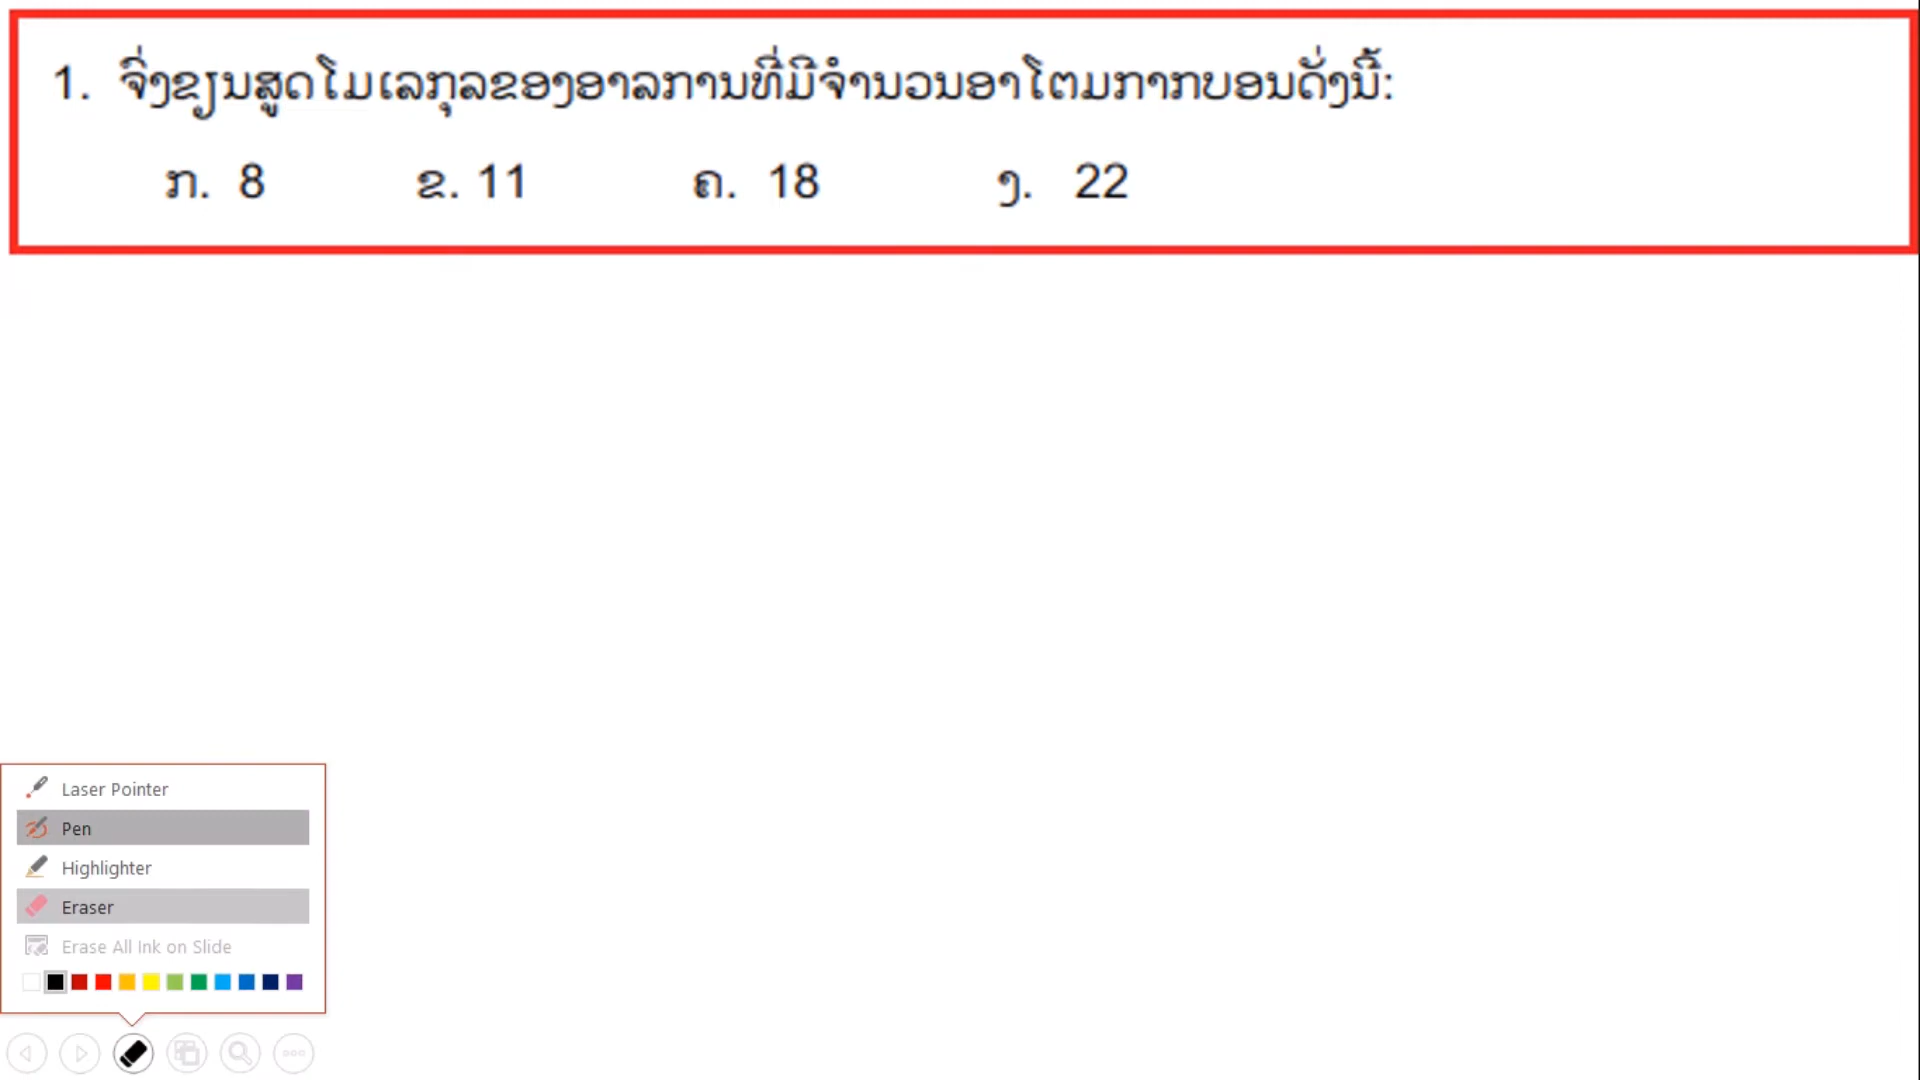 1. ຈົ່ງຂຽນສູດໂມເລກຸລຂອງອາລການທີ່ມີຈໍານວນອາໂຕມກາກບອນດັ່ງນີ້:
ກ. 8 ຂ. 11 ຄ. 18 ງ. 22
Laser Pointer
Pen
Highlighter
Eraser
Erase All Ink on Slide